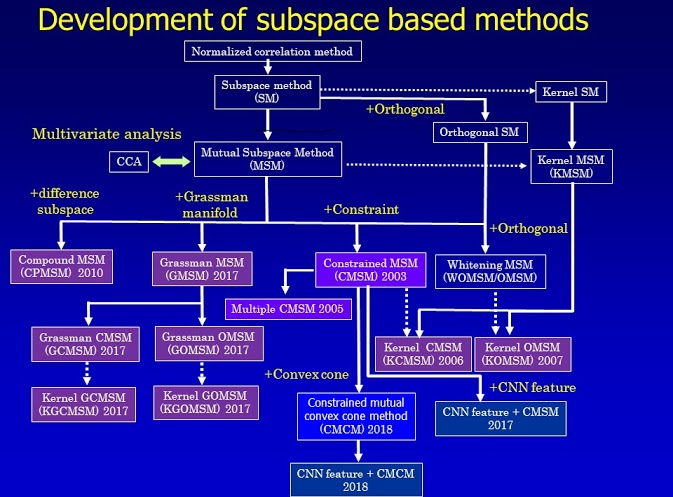 Development of subspace based methods
Normalized correlation method
Subspace method
(SM)
Kernel SM
+Orthogonal
Orthogonal SM
Multivariate analysis
CCA
Mutual Subspace Method
(MSM)
Kernel MSM
(KMSM)
+difference
subspace
+Grassman
manifold
+Constraint
+Orthogonal
Compound MSM
(CPMSM) 2010
Grassman MSM
(GMSM) 2017
Constrained MSM
(CMSM) 2003
Whitening MSM
(WOMSM/OMSM)
Multiple CMSM 2005
Grassman CMSM
(GCMSM) 2017
Grassman OMSM
(GOMSM) 2017
Kernel CMSM
(KCMSM) 2006
Kernel OMSM
(KOMSM) 2007
+Convex cone
+CNN feature
Kernel GCMSM
(KGCMSM) 2017
Kernel GOMSM
(KGOMSM) 2017
Constrained mutual
convex cone method
(CMCM) 2018
CNN feature + CMSM
2017
CNN feature + CMCM
2018